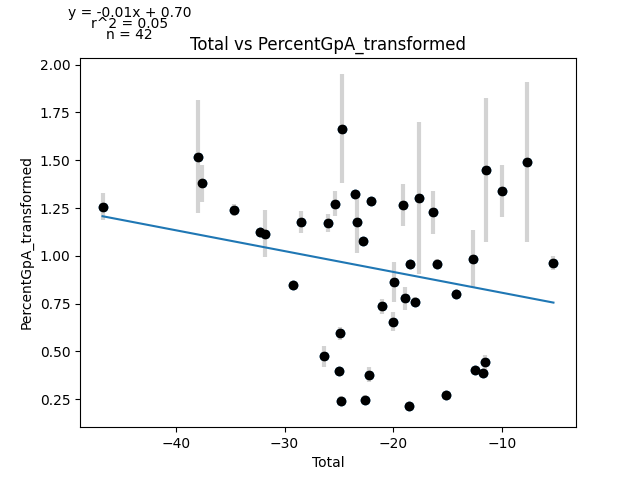 y = -0.01x + 0.70
r^2 = 0.05
n = 42
Total vs PercentGpA_transformed
2.00
1.75
1.50
1.25
1.00
0.75
0.50
0.25
PercentGpA_transformed
−40
−30
−20
−10
Total